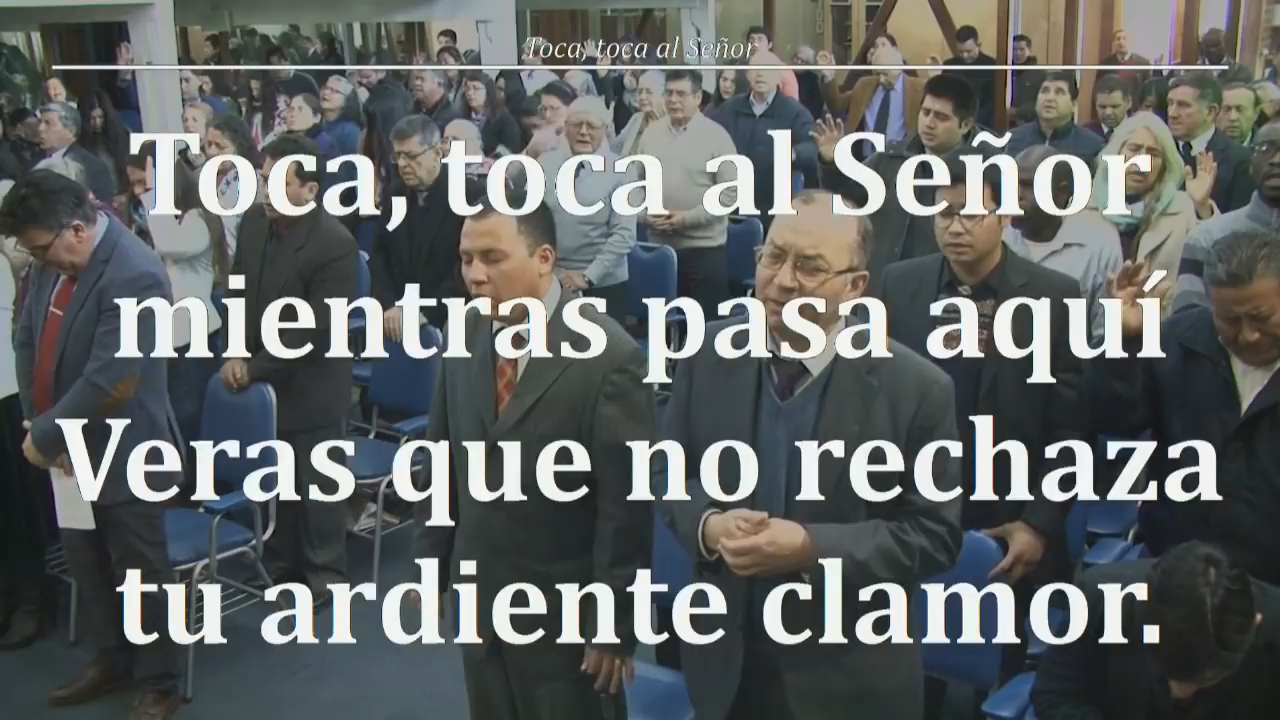 Toca, toca al Señor
Toca, toca al Señor
mientras pasa aquí
Veras que no rechaza
tu ardiente clamor.